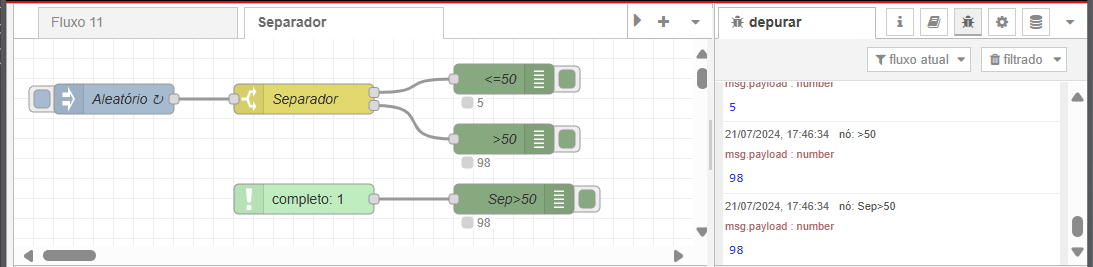 Fluxo 11
Separador
depurar
fluxo atual
filtrado
Aleatório ↻
Separador
<=50
5
>50
98
completo: 1
Sep>50
98
msg.payload : number
5
21/07/2024, 17:46:34 nó: >50
msg.payload : number
98
21/07/2024, 17:46:34 nó: Sep>50
msg.payload : number
98